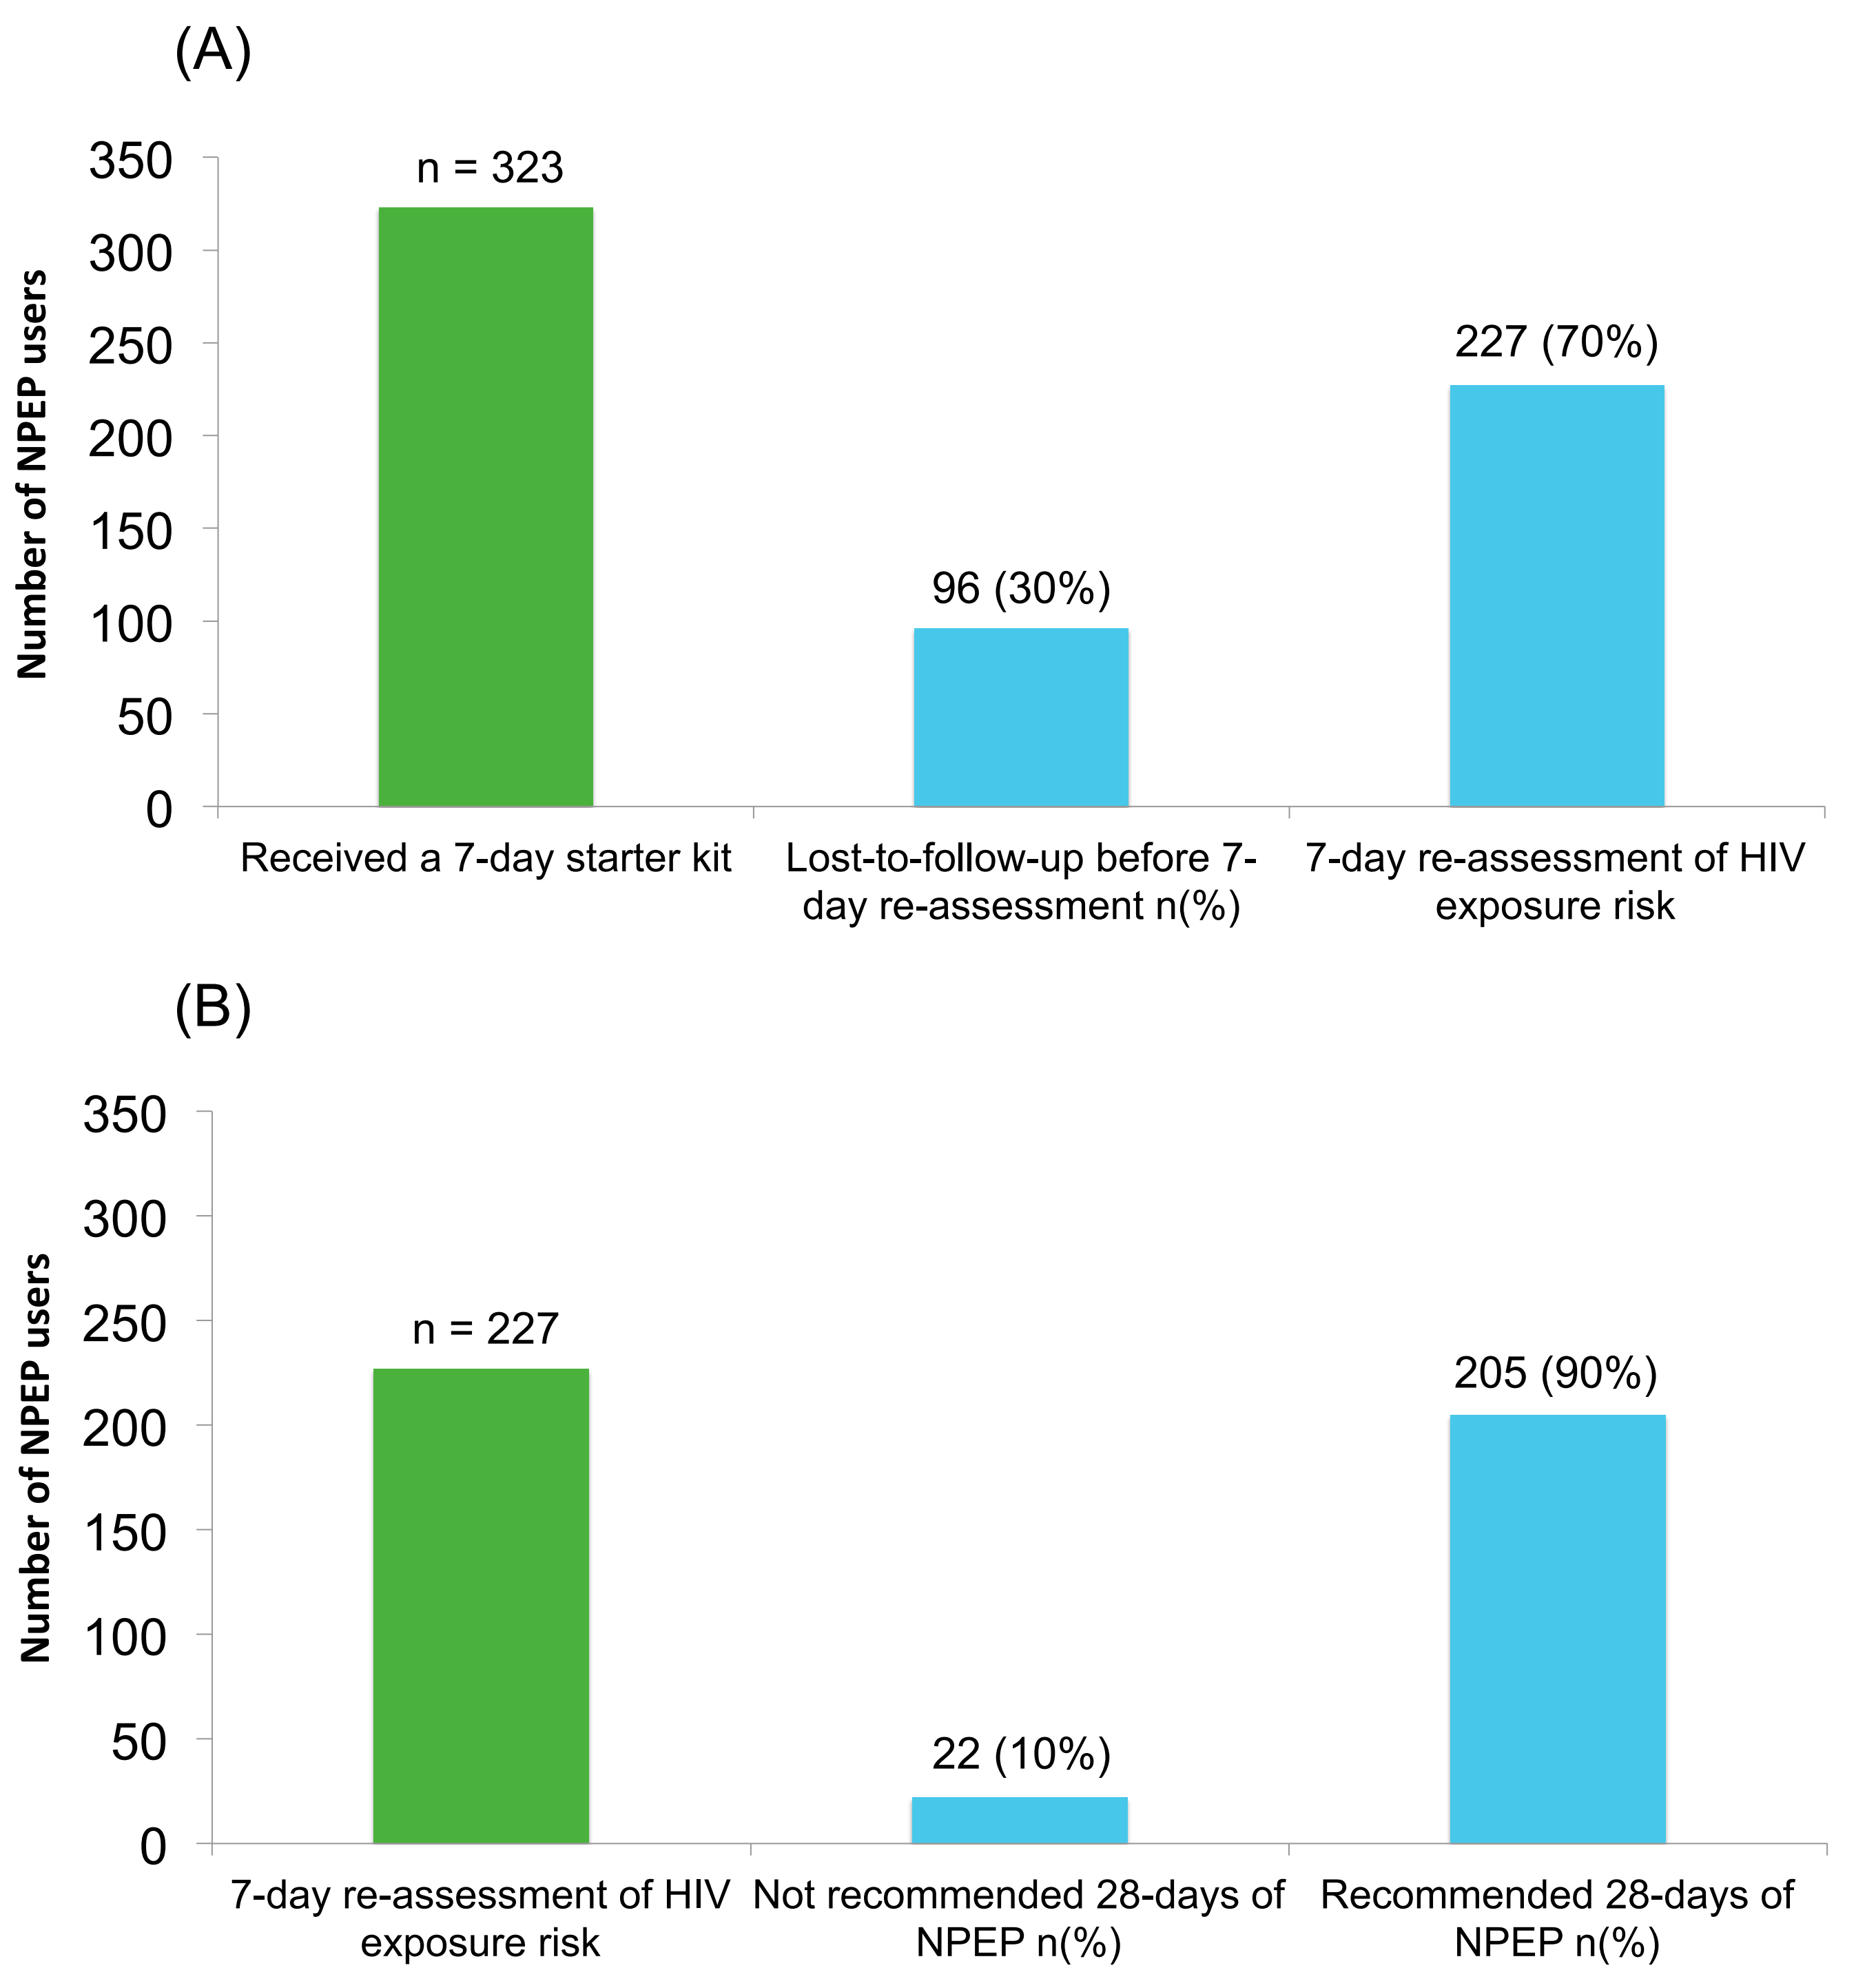 (A)
Number of NPEP users
350
300
250
200
150
100
50
0
n = 323
96 (30%)
227 (70%)
Received a 7-day starter kit
Lost-to-follow-up before 7-
day re-assessment n(%)
7-day re-assessment of HIV
exposure risk
(B)
Number of NPEP users
350
300
250
200
150
100
50
0
n = 227
22 (10%)
205 (90%)
7-day re-assessment of HIV
exposure risk
Not recommended 28-days of
NPEP n(%)
Recommended 28-days of
NPEP n(%)